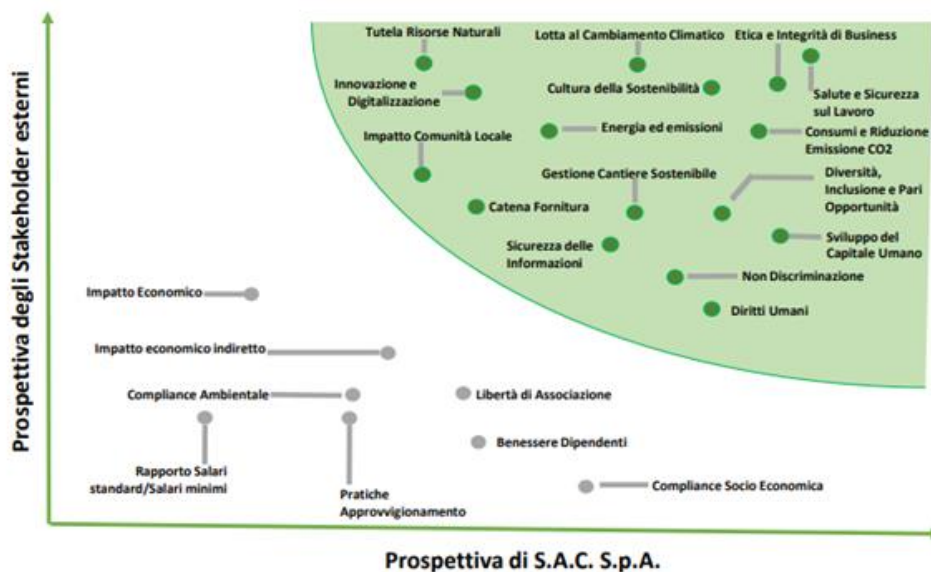 Prospettiva degli Stakeholder esterni
Tutela Risorse Naturali
Lotta al Cambiamento Climatico
Etica e Integrità di Business
Innovazione e
Digitalizzazione
Cultura della Sostenibilità
Salute e Sicurezza
sul Lavoro
Impatto Comunità Locale
Energia ed emissioni
Consumi e Riduzione
Emissione CO2
Gestione Cantiere Sostenibile
Diversità,
Inclusione e Pari
Opportunità
Catena Fornitura
Sicurezza delle
Informazioni
Sviluppo del
Capitale Umano
Non Discriminazione
Impatto Economico
Diritti Umani
Impatto economico indiretto
Compliance Ambientale
Libertà di Associazione
Benessere Dipendenti
Rapporto Salari
standard/Salari minimi
Pratiche
Approvvigionamento
Compliance Socio Economica
Prospettiva di S.A.C. S.p.A.